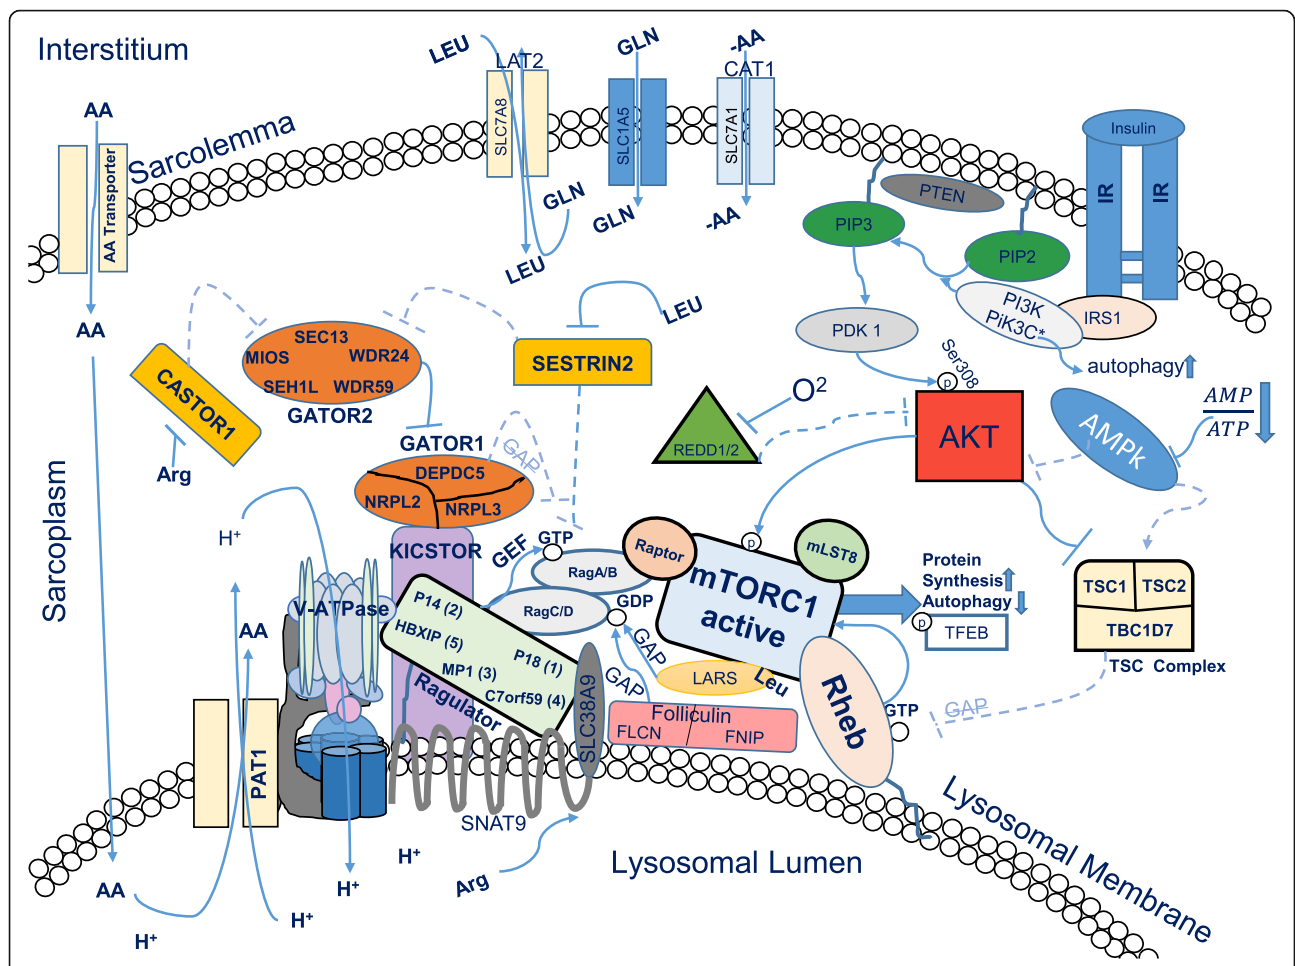 Interstitium
LEU
LAT2
GLN
-AA
CAT1
AA
Sarcolemma
AA Transporter
SLC7A8
SLC1A5
SLC7A1
Insulin
IR
IR
PTEN
PIP3
PIP2
GLN
GLN
-AA
LEU
PI3K
PiK3C*
IRS1
AA
LEU
PDK 1
SEC13
MIOS
WDR24
SEH1L
WDR59
GATOR2
SESTRIN2
CASTOR1
Arg
Ser308
p
autophagy
O2
AMP
ATP
REDD1/2
AKT
AMPk
GATOR1
GAP
DEPDC5
NRPL2
NRPL3
Sarcoplasm
H+
KICSTOR
GEF
GTP
Raptor
p
mLST8
RagA/B
RagC/D
GDP
mTORC1
active
Protein
Synthesis
Autophagy
p
TFEB
TSC1
TSC2
TBC1D7
TSC Complex
V-ATPase
P14 (2)
HBXIP (5)
P18 (1)
MP1 (3)
C7orf59 (4)
Ragulator
AA
GAP
GAP
LARS
Leu
Rheb
GTP
GAP
Folliculin
FLCN
FNIP
SLC38A9
PAT1
SNAT9
Lysosomal Membrane
H+
Lysosomal Lumen
Arg
AA
H+
H+
H+